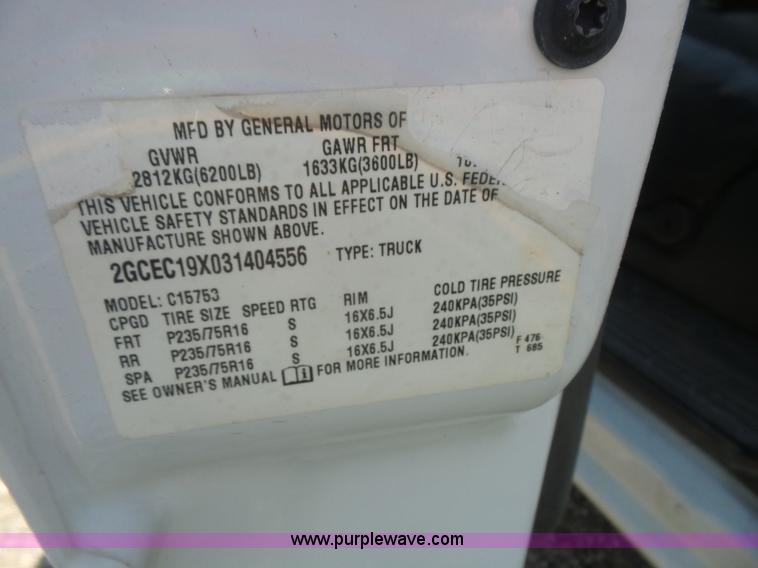 MFD BY GENERAL MOTORS OF
GVWR GAWR FRT
2812KG(6200LB) 1633KG(3600LB)
THIS VEHICLE CONFORMS TO ALL APPLICABLE U.S.
VEHICLE SAFETY STANDARDS IN EFFECT ON THE DATE OF
MANUFACTURE SHOWN ABOVE.
2GCEC19X031404556 TYPE: TRUCK
MODEL: C15753
CPGD TIRE SIZE SPEED RTG RIM COLD TIRE PRESSURE
FRT P235/75R16 S 16X6.5J 240KPA(35PSI)
RR P235/75R16 S 16X6.5J 240KPA(35PSI)
SPA P235/75R16 S 16X6.5J 240KPA(35PSI)
SEE OWNER'S MANUAL FOR MORE INFORMATION.
F 476
T 685
www.purplewave.com